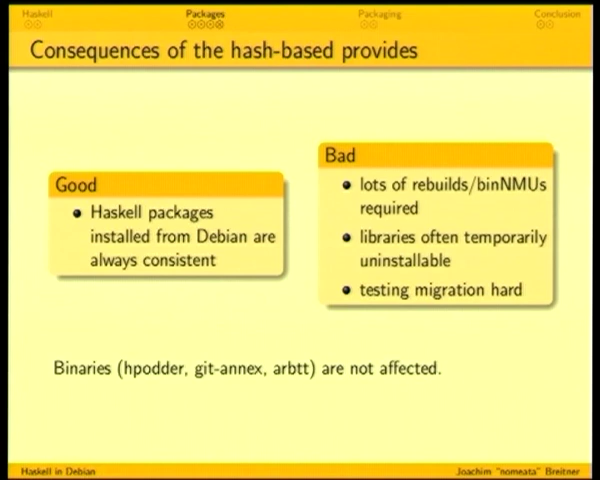 Haskell Packages Packaging Conclusion
Consequences of the hash-based provides
Good
Haskell packages
installed from Debian are
always consistent
Bad
lots of rebuilds/binNMUs
required
libraries often temporarily
uninstallable
testing migration hard
Binaries (hpodder, git-annex, arbtt) are not affected.
Haskell in Debian
Joachim "nomeata" Breitner